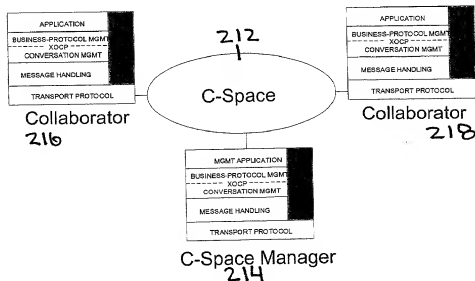 APPLICATION
BUSINESS-PROTOCOL MGMT
XOCP
CONVERSATION MGMT
MESSAGE HANDLING
TRANSPORT PROTOCOL
Collaborator
216
212
C-Space
APPLICATION
BUSINESS-PROTOCOL MGMT
XOCP
CONVERSATION MGMT
MESSAGE HANDLING
TRANSPORT PROTOCOL
Collaborator
218
MGMT APPLICATION
BUSINESS-PROTOCOL MGMT
XOCP
CONVERSATION MGMT
MESSAGE HANDLING
TRANSPORT PROTOCOL
C-Space Manager
214